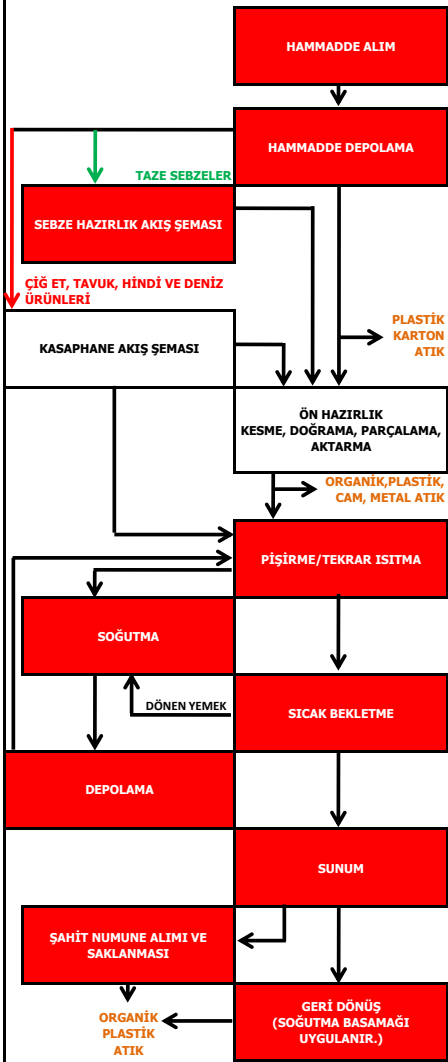 HAMMADDE ALIM
HAMMADDE DEPOLAMA
TAZE SEBZELER
SEBZE HAZIRLIK AKIŞ ŞEMASI
ÇİĞ ET, TAVUK, HİNDİ VE DENİZ
ÜRÜNLERİ
PLASTİK
KARTON
ATIK
KASAPHANE AKIŞ ŞEMASI
ÖN HAZIRLIK
KESME, DOĞRAMA, PARÇALAMA,
AKTARMA
ORGANİK,PLASTİK,
CAM, METAL ATIK
PİŞİRME/TEKRAR ISITMA
SOĞUTMA
DÖNEN YEMEK
SICAK BEKLETME
DEPOLAMA
SUNUM
ŞAHİT NUMUNE ALIMI VE
SAKLANMASI
GERİ DÖNÜŞ
(SOĞUTMA BASAMAĞI
UYGULANIR.)
ORGANİK
PLASTİK
ATIK